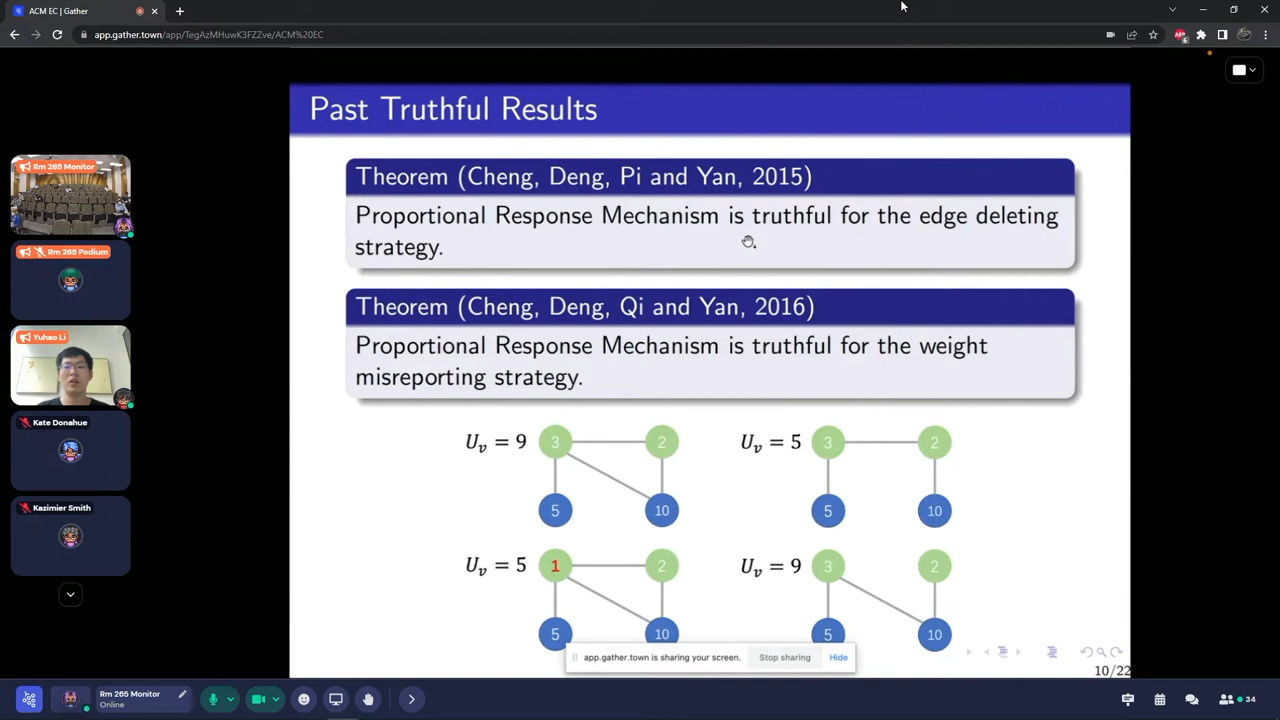 ACM EC | Gather
app.gather.town/app/TegAzMHuwK3FZZve/ACM%20EC
Past Truthful Results
Theorem (Cheng, Deng, Pi and Yan, 2015)
Proportional Response Mechanism is truthful for the edge deleting
strategy.
Theorem (Cheng, Deng, Qi and Yan, 2016)
Proportional Response Mechanism is truthful for the weight
misreporting strategy.
U_v = 9 3 2
5 10
U_v = 5 3 2
5 10
U_v = 5 1 2
5 10
U_v = 9 3 2
5 10
app.gather.town is sharing your screen. Stop sharing Hide
10/22
Rm 265 Monitor
Rm 265 Podium
Yuhao Li
Kate Donahue
Kazimier Smith
Rm 265 Monitor
Online
34